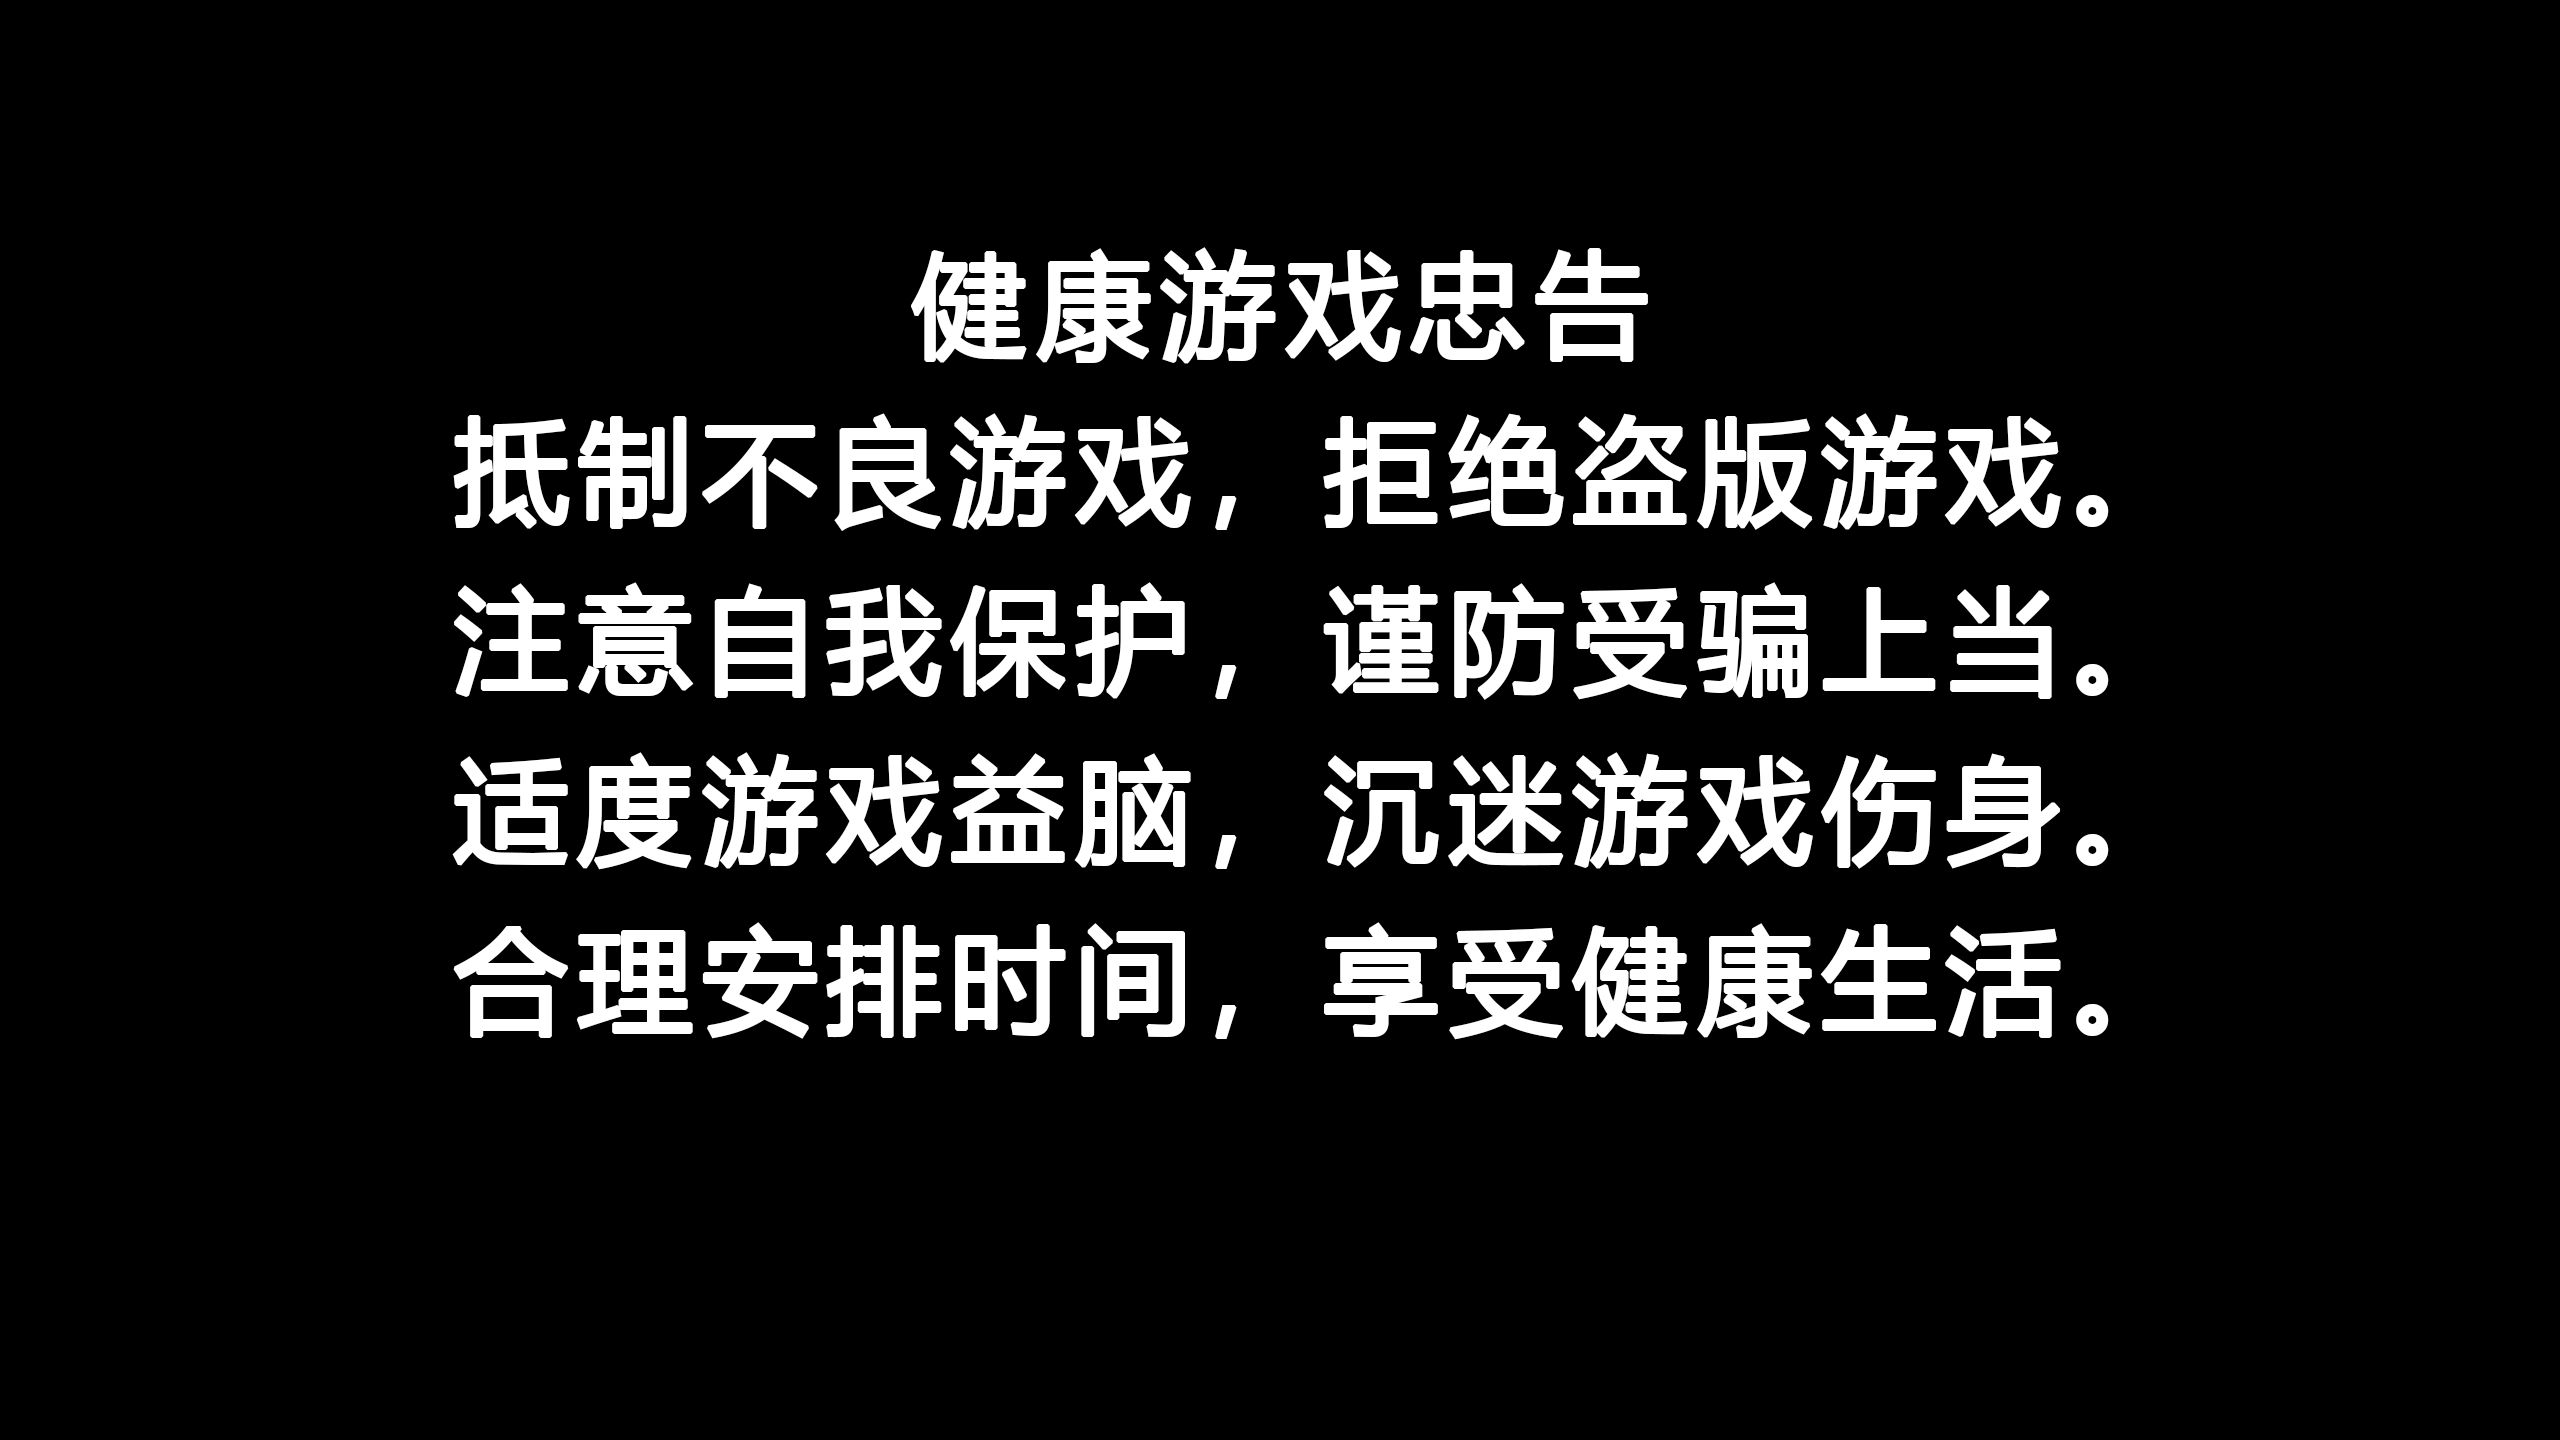 健康游戏忠告
抵制不良游戏，拒绝盗版游戏。
注意自我保护，谨防受骗上当。
适度游戏益脑，沉迷游戏伤身。
合理安排时间，享受健康生活。